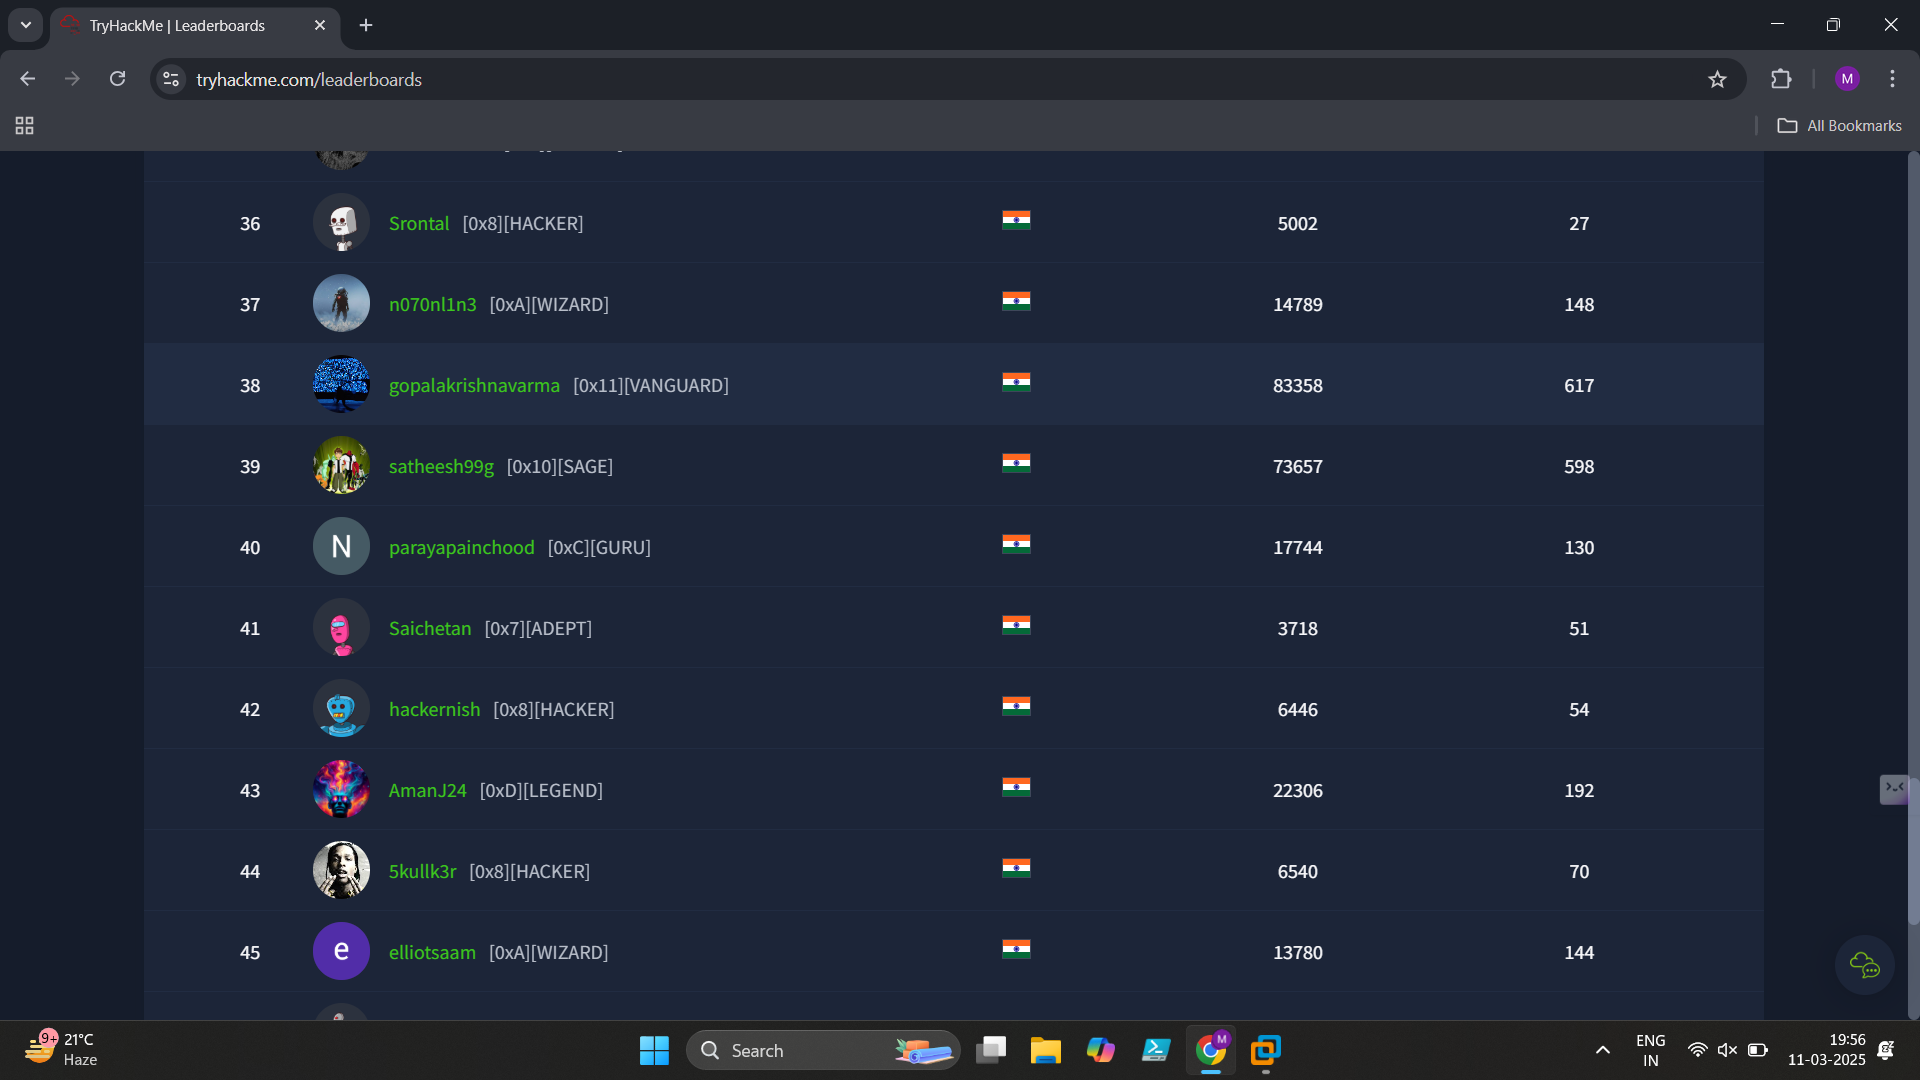 TryHackMe | Leaderboards
tryhackme.com/leaderboards
M
All Bookmarks
36 Srontal [0x8][HACKER] 5002 27
37 n070nl1n3 [0xA][WIZARD] 14789 148
38 gopalakrishnavarma [0x11][VANGUARD] 83358 617
39 satheesh99g [0x10][SAGE] 73657 598
40 N parayapainchood [0xC][GURU] 17744 130
41 Saichetan [0x7][ADEPT] 3718 51
42 hackernish [0x8][HACKER] 6446 54
43 AmanJ24 [0xD][LEGEND] 22306 192
44 5kullk3r [0x8][HACKER] 6540 70
45 e elliotsaam [0xA][WIZARD] 13780 144
9+ 21°C
Haze
Search
M
ENG
IN
19:56
11-03-2025